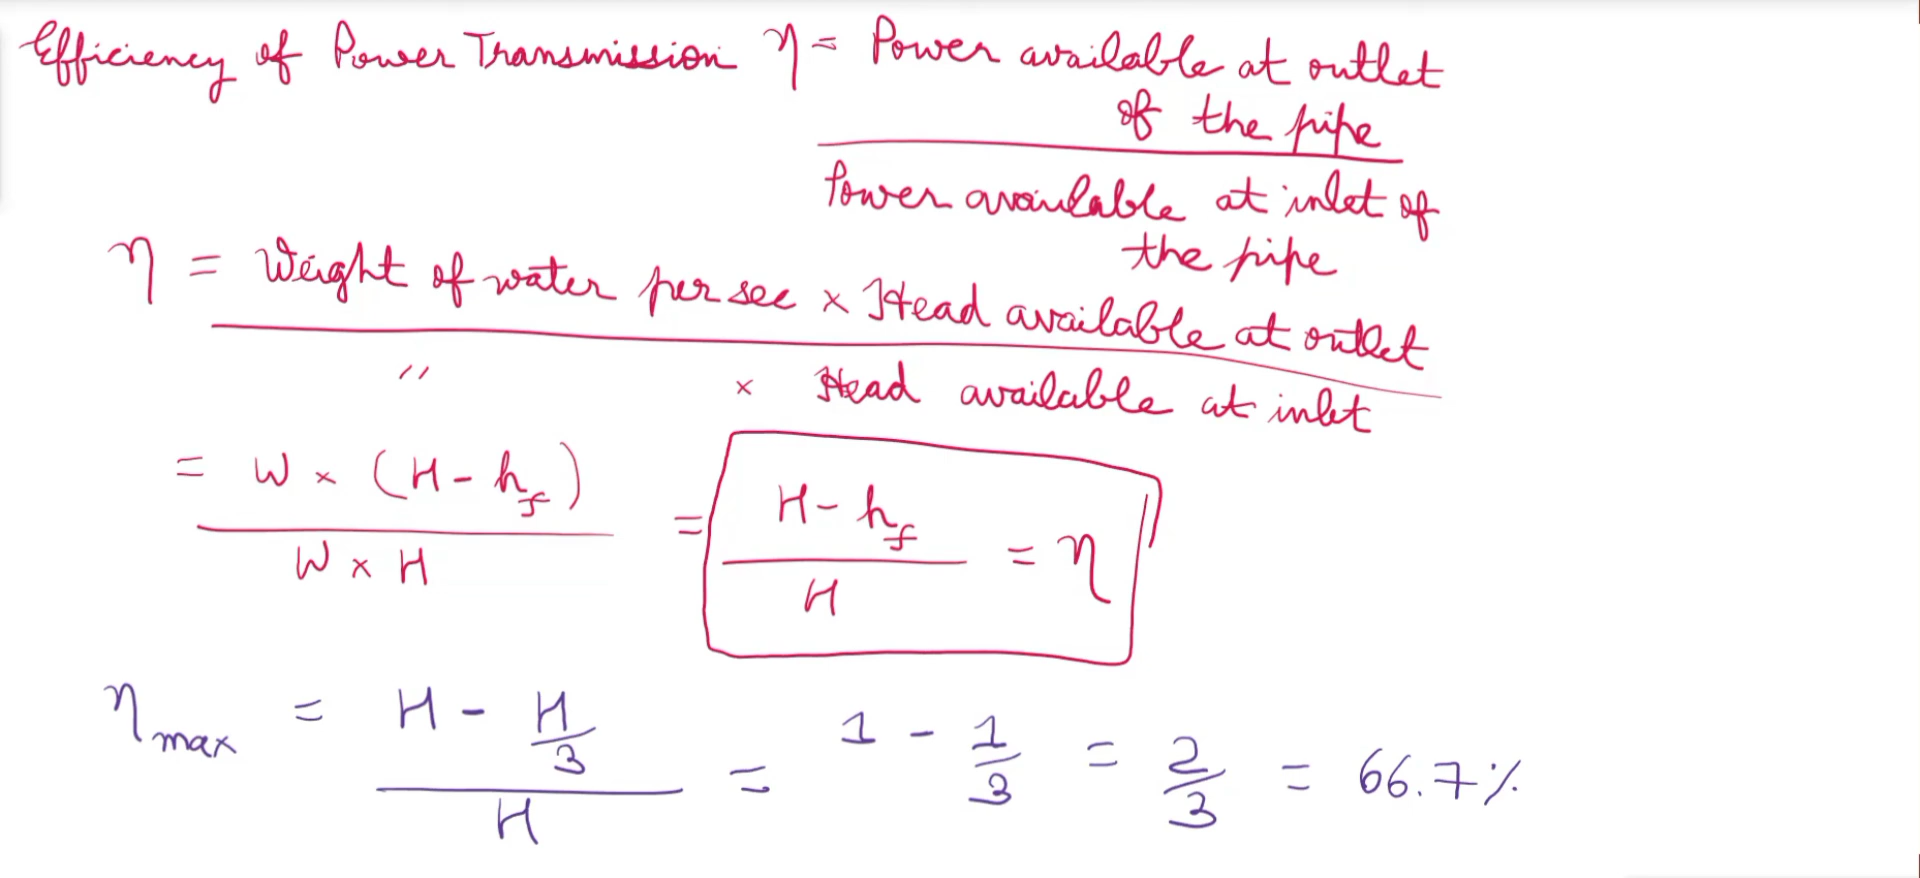 Efficiency of Power Transmission η = Power available at outlet
of the pipe
Power available at inlet of
the pipe
η = Weight of water per sec x Head available at outlet
" x Head available at inlet
= W x (H - h_f)
W x H
= H - h_f
H
= η
η_max = H - H/3
H
= 1 - 1/3 = 2/3 = 66.7%